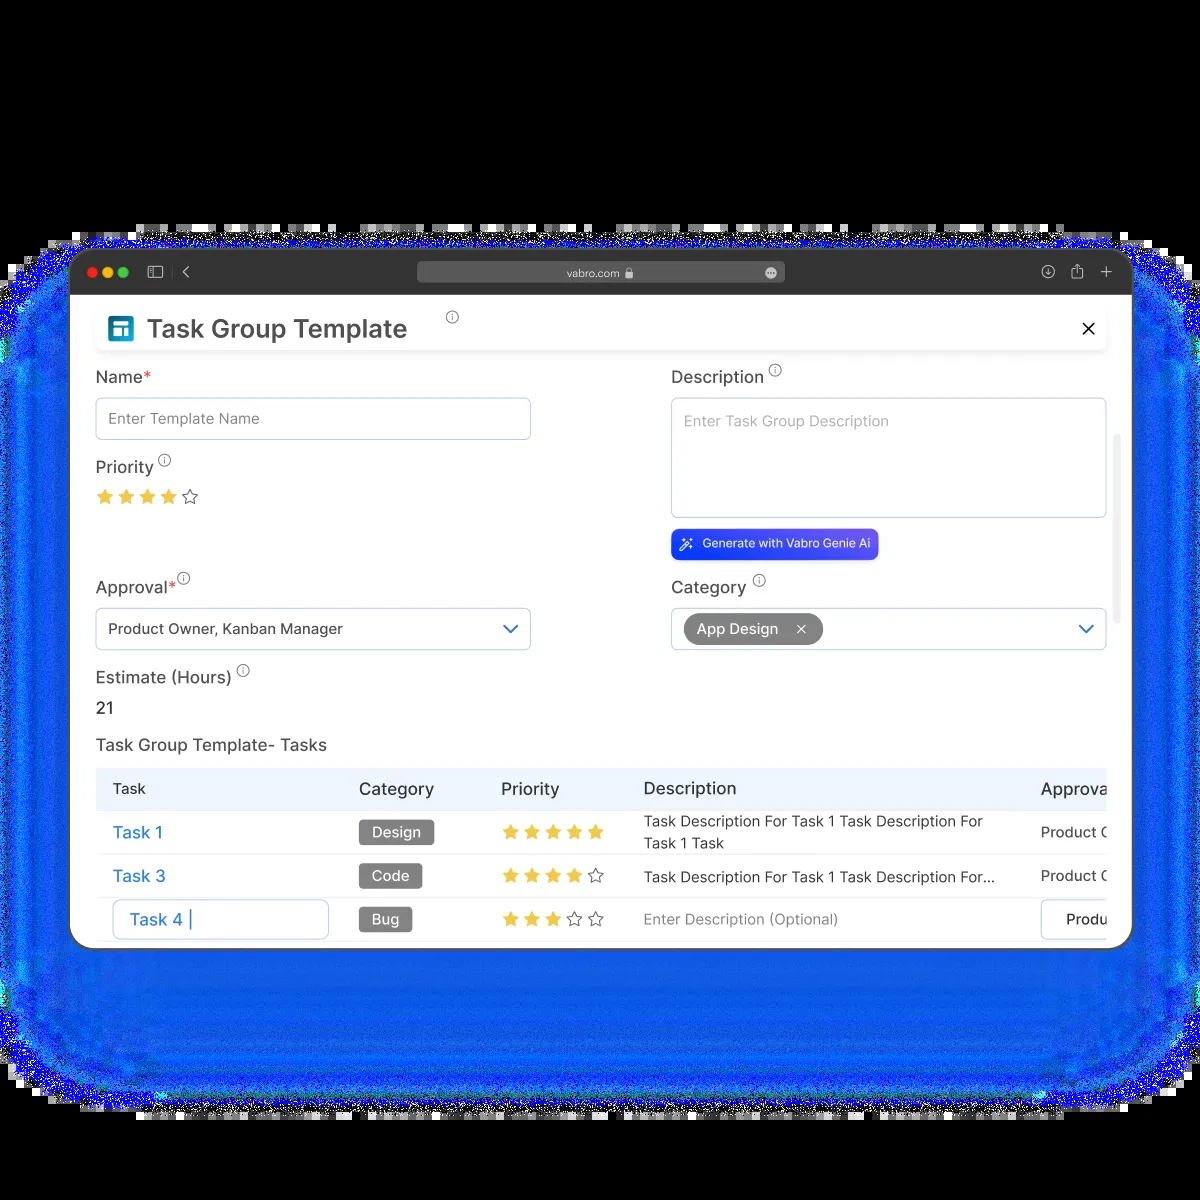 vabro.com
Task Group Template
Name*
Description
Enter Template Name
Enter Task Group Description
Priority
Generate with Vabro Genie Ai
Approval*
Category
Product Owner, Kanban Manager
App Design
Estimate (Hours)
21
Task Group Template- Tasks
Task Category Priority Description Approva
Task 1 Design Task Description For Task 1 Task Description For
Task 1 Task
Product
Task 3 Code Task Description For Task 1 Task Description For... Product
Task 4 Bug Enter Description (Optional) Produ